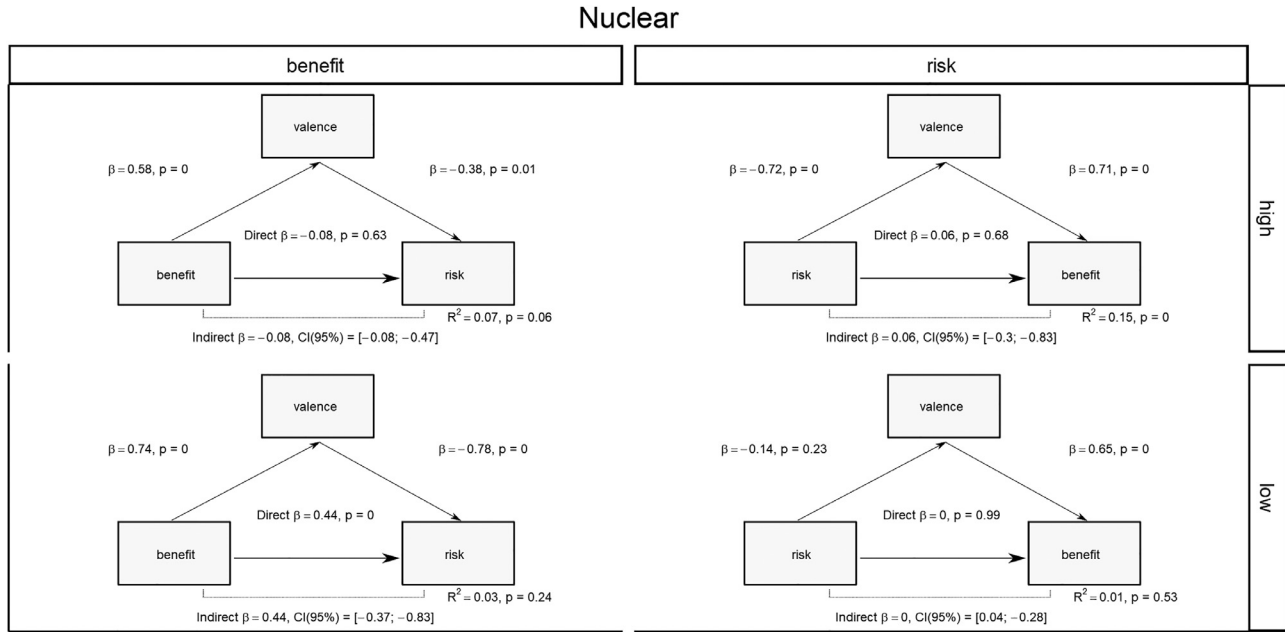 Nuclear
benefit
risk
valence
β = 0.58, p = 0
β = −0.38, p = 0.01
Direct β = −0.08, p = 0.63
benefit
risk
R² = 0.07, p = 0.06
Indirect β = −0.08, CI(95%) = [−0.08; −0.47]
valence
β = −0.72, p = 0
β = 0.71, p = 0
Direct β = 0.06, p = 0.68
risk
benefit
R² = 0.15, p = 0
Indirect β = 0.06, CI(95%) = [−0.3; −0.83]
high
valence
β = 0.74, p = 0
β = −0.78, p = 0
Direct β = 0.44, p = 0
benefit
risk
R² = 0.03, p = 0.24
Indirect β = 0.44, CI(95%) = [−0.37; −0.83]
valence
β = −0.14, p = 0.23
β = 0.65, p = 0
Direct β = 0, p = 0.99
risk
benefit
R² = 0.01, p = 0.53
Indirect β = 0, CI(95%) = [0.04; −0.28]
low